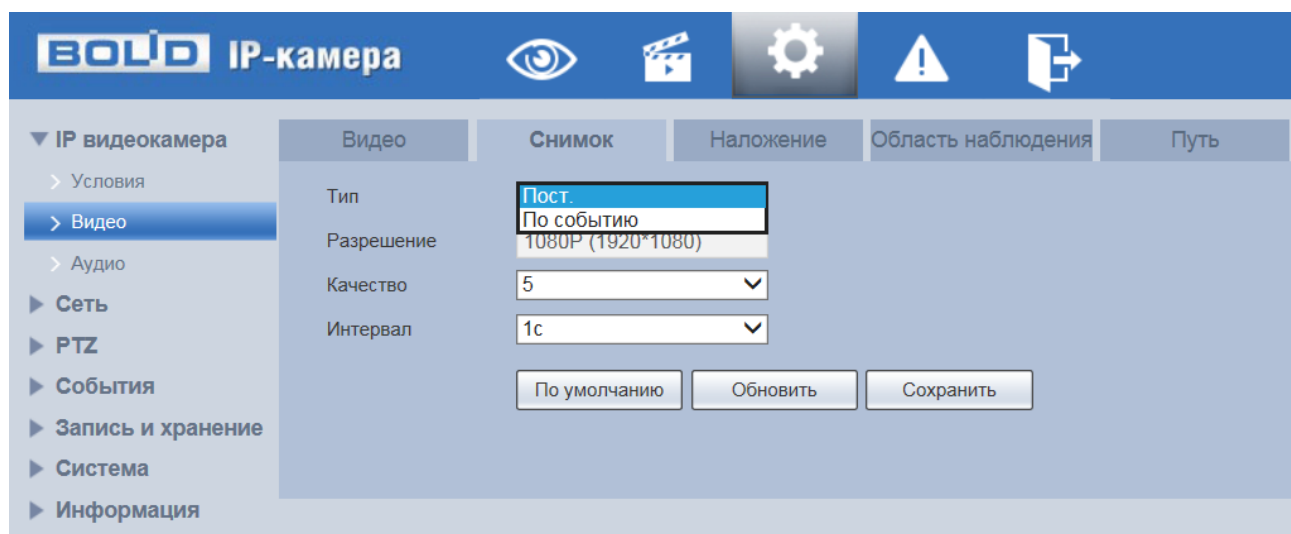 BOLID IP-камера
IP видеокамера
Условия
Видео
Аудио
Сеть
PTZ
События
Запись и хранение
Система
Информация
Видео
Снимок
Наложение
Область наблюдения
Путь
Тип
Пост.
По событию
Разрешение
1080P (1920*1080)
Качество
5
Интервал
1с
По умолчанию
Обновить
Сохранить